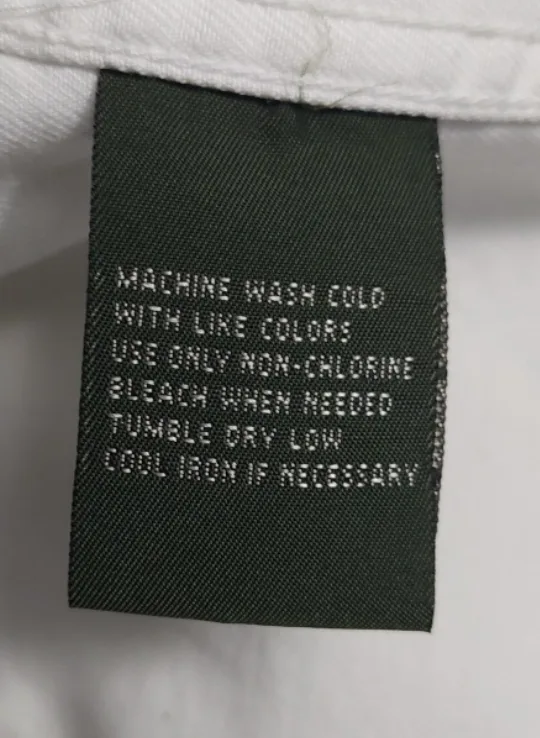 MACHINE WASH COLD
WITH LIKE COLORS
USE ONLY NON-CHLORINE
BLEACH WHEN NEEDED
TUMBLE DRY LOW
COOL IRON IF NECESSARY